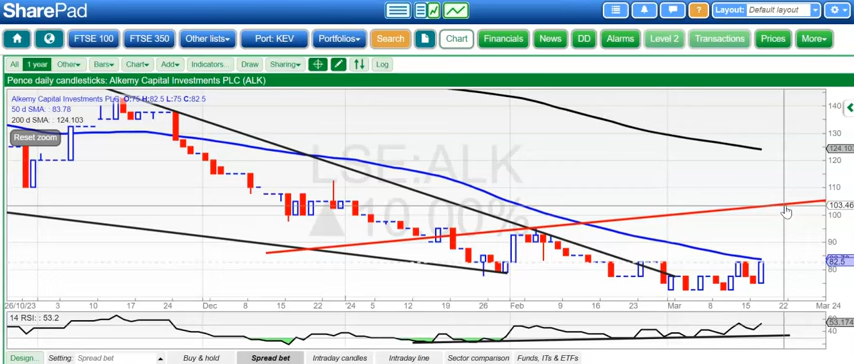 SharePad
Layout: Default layout
FTSE 100 FTSE 350 Other lists Port: KEV Portfolios Search Chart Financials News DD Alarms Level 2 Transactions Prices More
All 1 year Other Bars Chart Add Indicators... Draw Sharing Log
Pence daily candlesticks: Alkemy Capital Investments PLC (ALK)
Alkemy Capital Investments PLC O:75 H:82.5 L:75 C:82.5
50 d SMA: : 83.78
200 d SMA: : 124.103
Reset zoom
LSE:ALK
▲10.00%
140
130
124.103
120
110
103.46
100
90
82.5
80
70
26/10/23 3 10 17 24 Dec 8 15 22 '24 5 12 19 26 Feb 9 16 23 Mar 8 15 22 Mar 24
14 RSI: : 53.2
53.174
Design... Setting: Spread bet Buy & hold Spread bet Intraday candles Intraday line Sector comparison Funds, ITs & ETFs